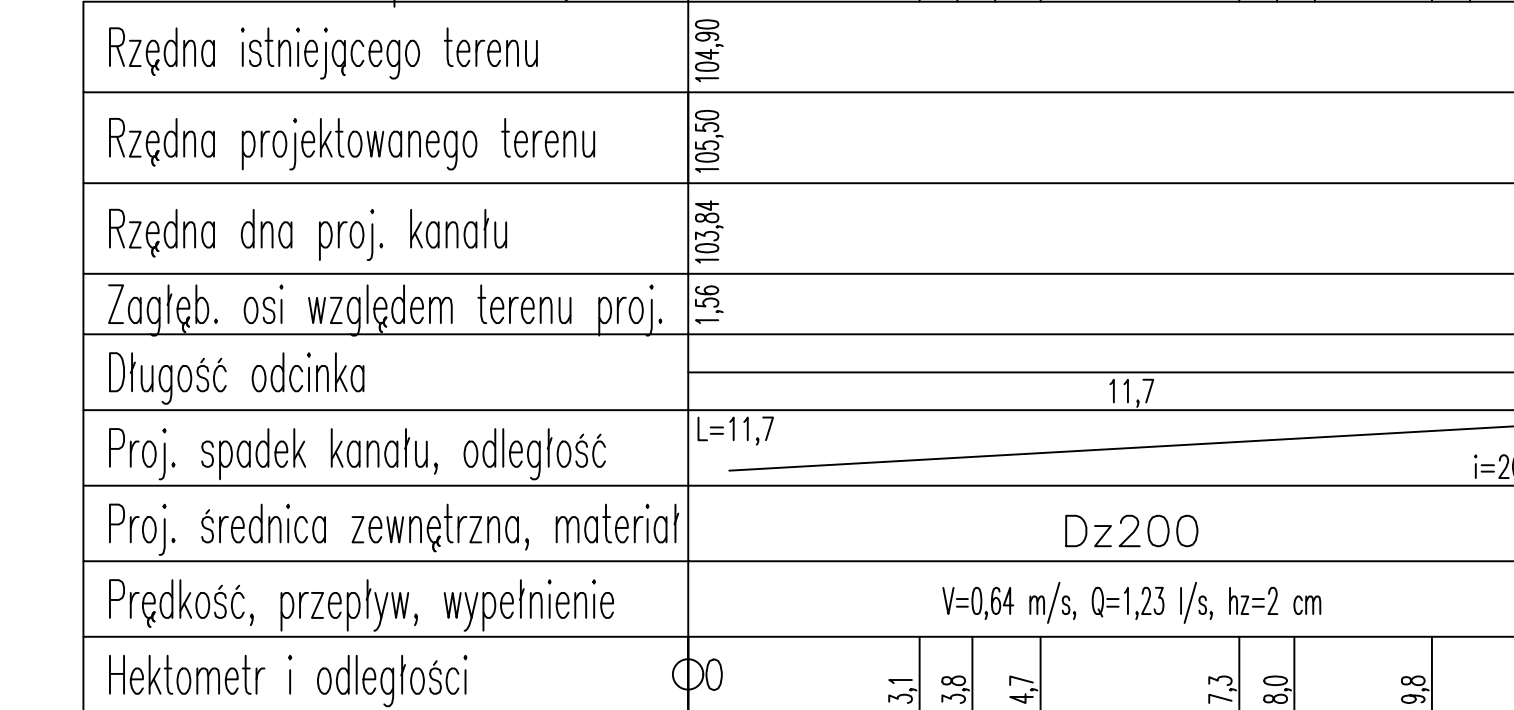 Rzędna istniejącego terenu 104,90
Rzędna projektowanego terenu 105,50
Rzędna dna proj. kanału 103,84
Zagłęb. osi względem terenu proj. 1,56
Długość odcinka 11,7
Proj. spadek kanału, odległość L=11,7 i=20
Proj. średnica zewnętrzna, materiał Dz200
Prędkość, przepływ, wypełnienie V=0,64 m/s, Q=1,23 l/s, hz=2 cm
Hektometr i odległości 0 3,1 3,8 4,7 7,3 8,0 9,8